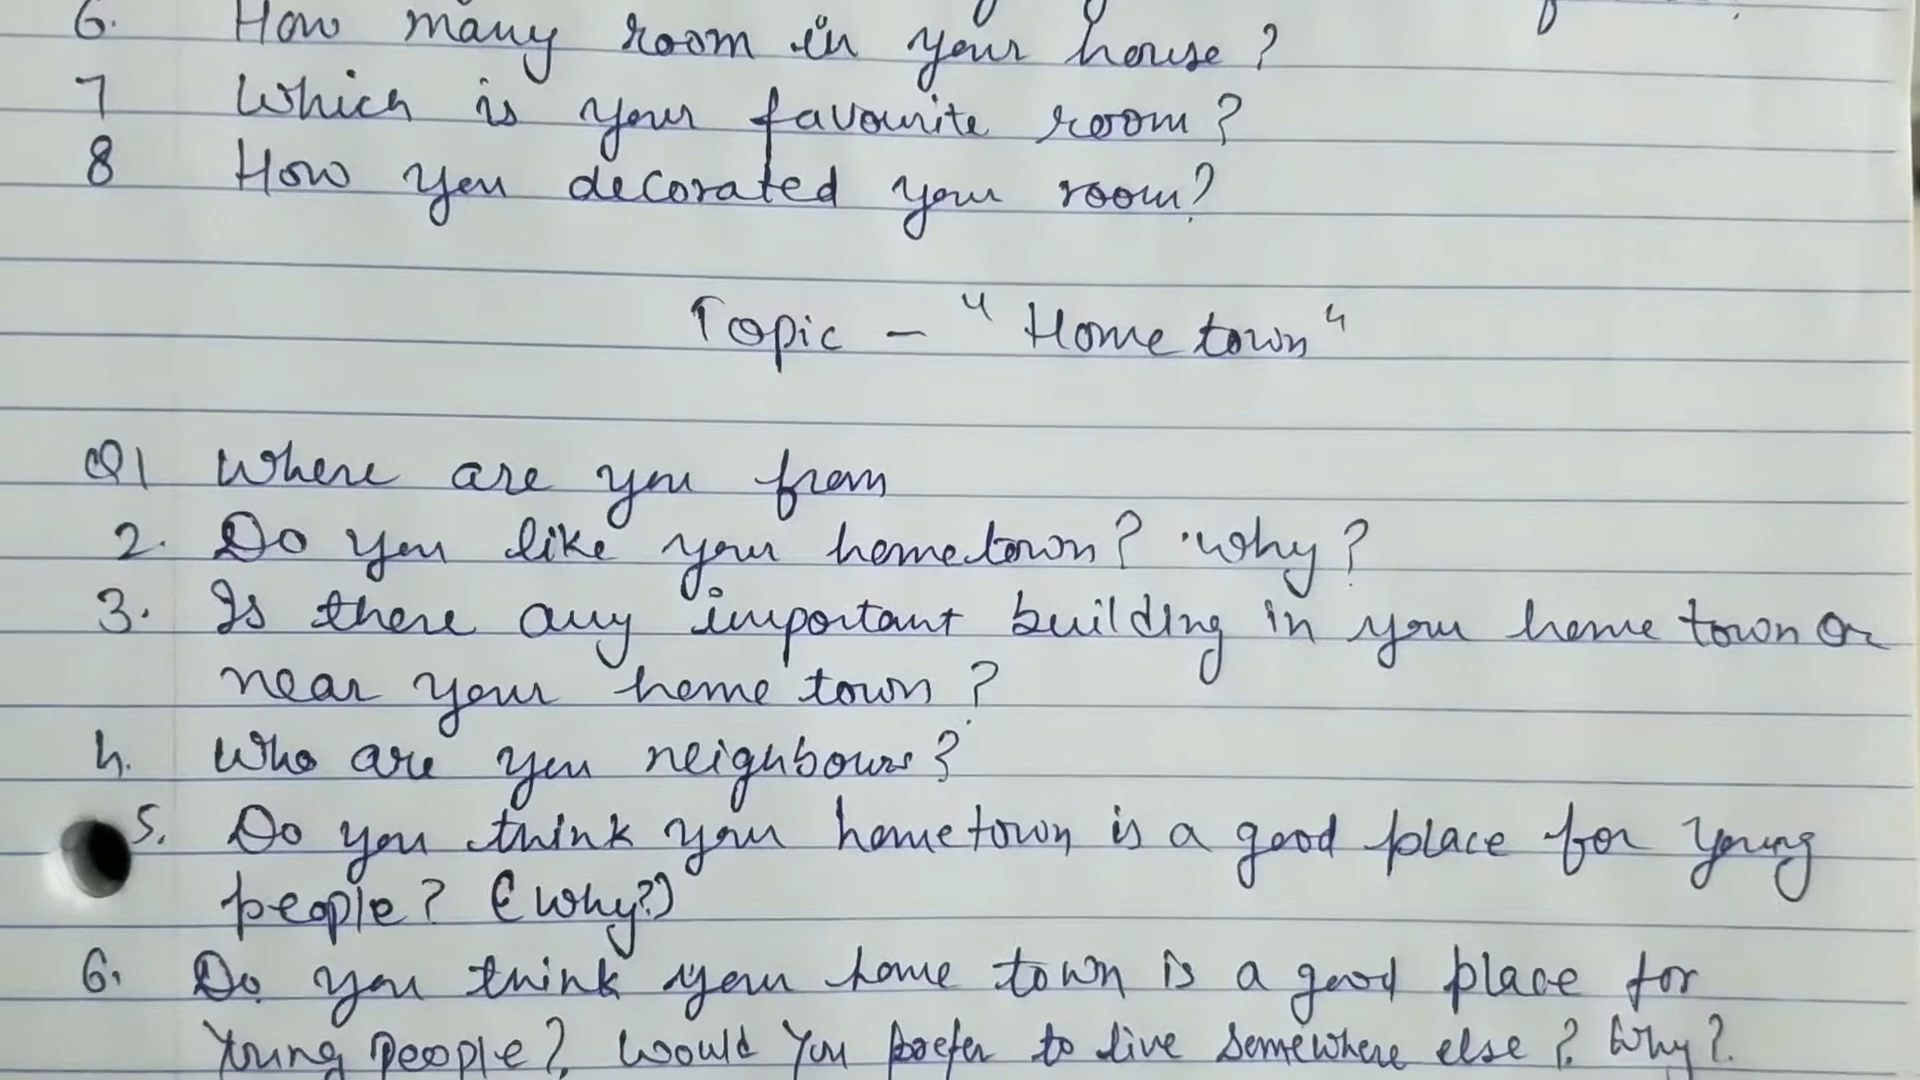 6. How many room in your house?
7 Which is your favourite room?
8 How you decorated your room?
Topic - "Home town"
Q1 Where are you from
2. Do you like your hometown? why?
3. Is there any important building in your home town or
near your home town?
4. Who are you neighbours?
5. Do you think your hometown is a good place for young
people? (why?)
6. Do you think your home town is a good place for
young people? Would you prefer to live somewhere else? Why?